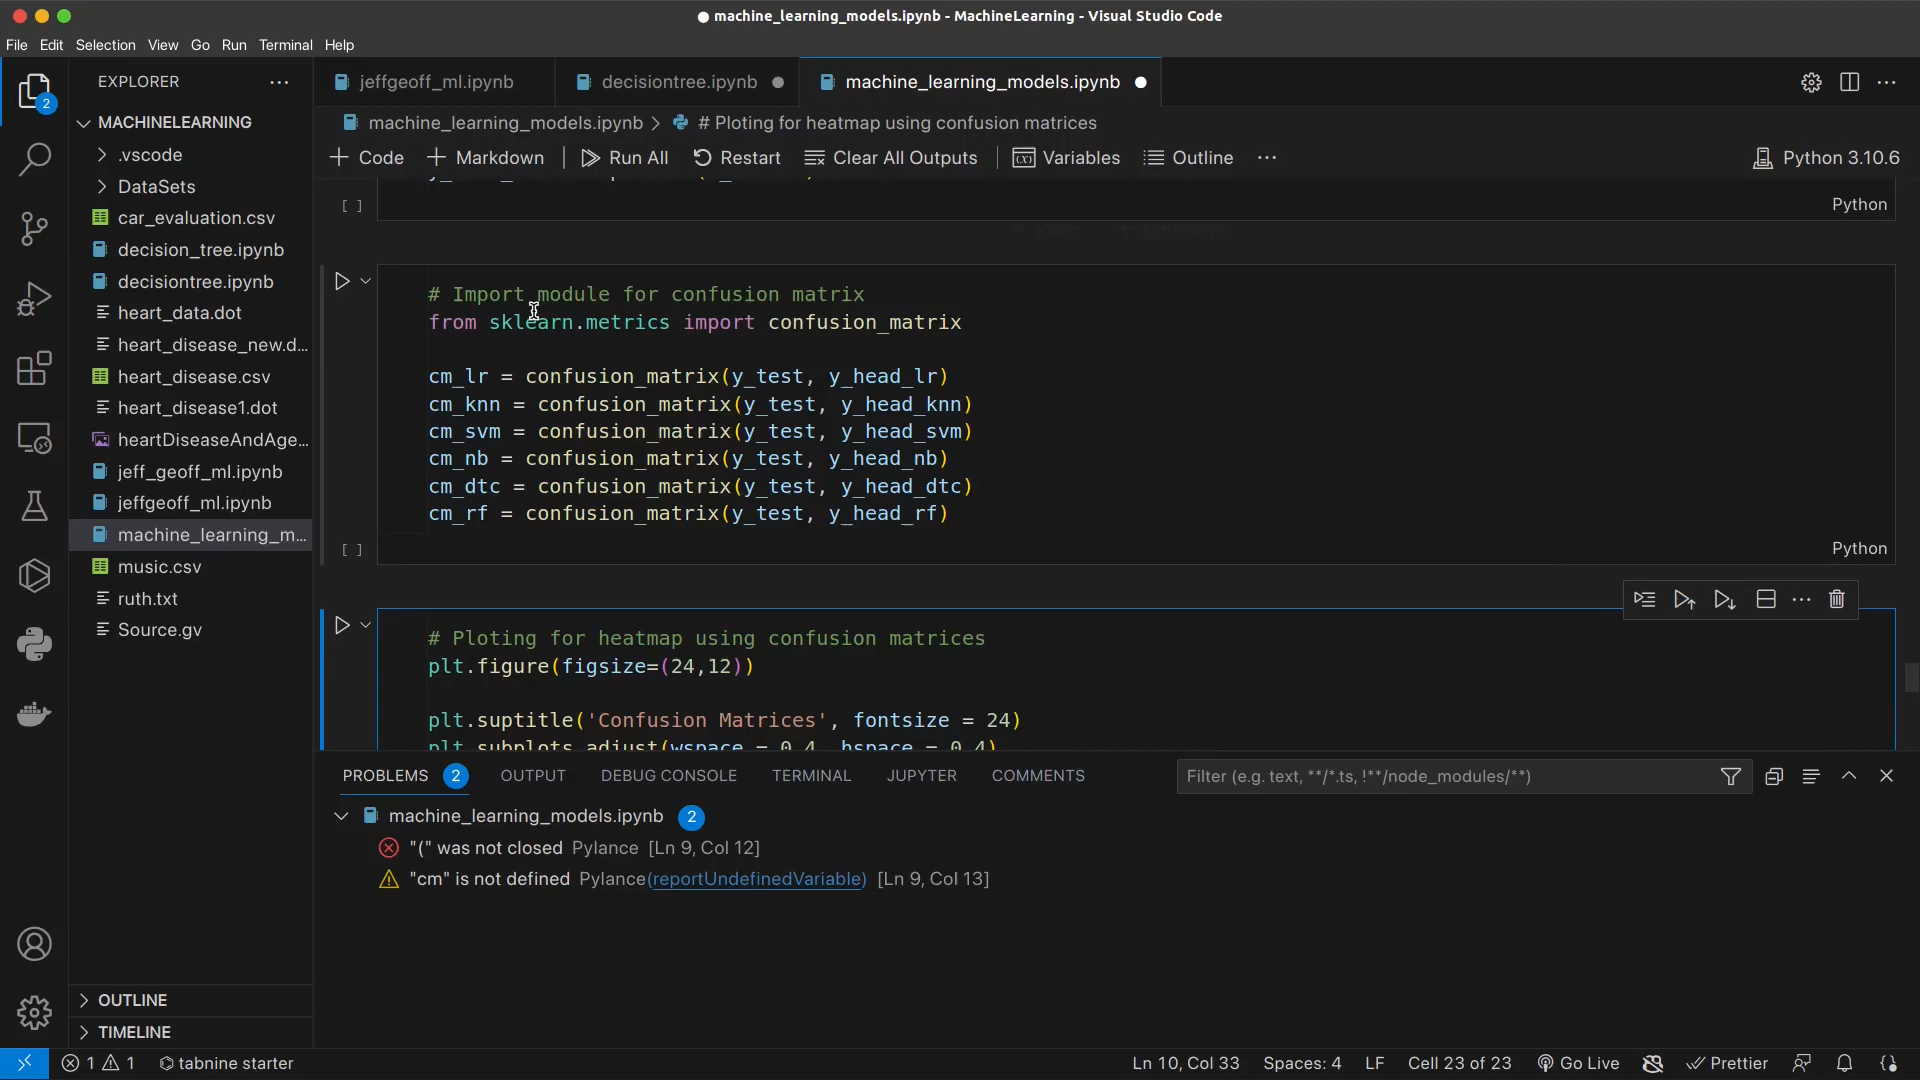 machine_learning_models.ipynb - MachineLearning - Visual Studio Code
File Edit Selection View Go Run Terminal Help
EXPLORER
2
MACHINELEARNING
.vscode
DataSets
car_evaluation.csv
decision_tree.ipynb
decisiontree.ipynb
heart_data.dot
heart_disease_new.d...
heart_disease.csv
heart_disease1.dot
heartDiseaseAndAge...
jeff_geoff_ml.ipynb
jeffgeoff_ml.ipynb
machine_learning_m...
music.csv
ruth.txt
Source.gv
OUTLINE
TIMELINE
jeffgeoff_ml.ipynb decisiontree.ipynb machine_learning_models.ipynb
machine_learning_models.ipynb > # Ploting for heatmap using confusion matrices
Code Markdown Run All Restart Clear All Outputs Variables Outline Python 3.10.6
[ ] Python
# Import module for confusion matrix
from sklearn.metrics import confusion_matrix
cm_lr = confusion_matrix(y_test, y_head_lr)
cm_knn = confusion_matrix(y_test, y_head_knn)
cm_svm = confusion_matrix(y_test, y_head_svm)
cm_nb = confusion_matrix(y_test, y_head_nb)
cm_dtc = confusion_matrix(y_test, y_head_dtc)
cm_rf = confusion_matrix(y_test, y_head_rf)
[ ] Python
# Ploting for heatmap using confusion matrices
plt.figure(figsize=(24,12))
plt.suptitle('Confusion Matrices', fontsize = 24)
plt.subplots_adjust(wspace = 0.4, hspace = 0.4)
PROBLEMS 2 OUTPUT DEBUG CONSOLE TERMINAL JUPYTER COMMENTS Filter (e.g. text, **/*.ts, !**/node_modules/**)
machine_learning_models.ipynb 2
"(" was not closed Pylance [Ln 9, Col 12]
"cm" is not defined Pylance(reportUndefinedVariable) [Ln 9, Col 13]
1 1 tabnine starter Ln 10, Col 33 Spaces: 4 LF Cell 23 of 23 Go Live Prettier